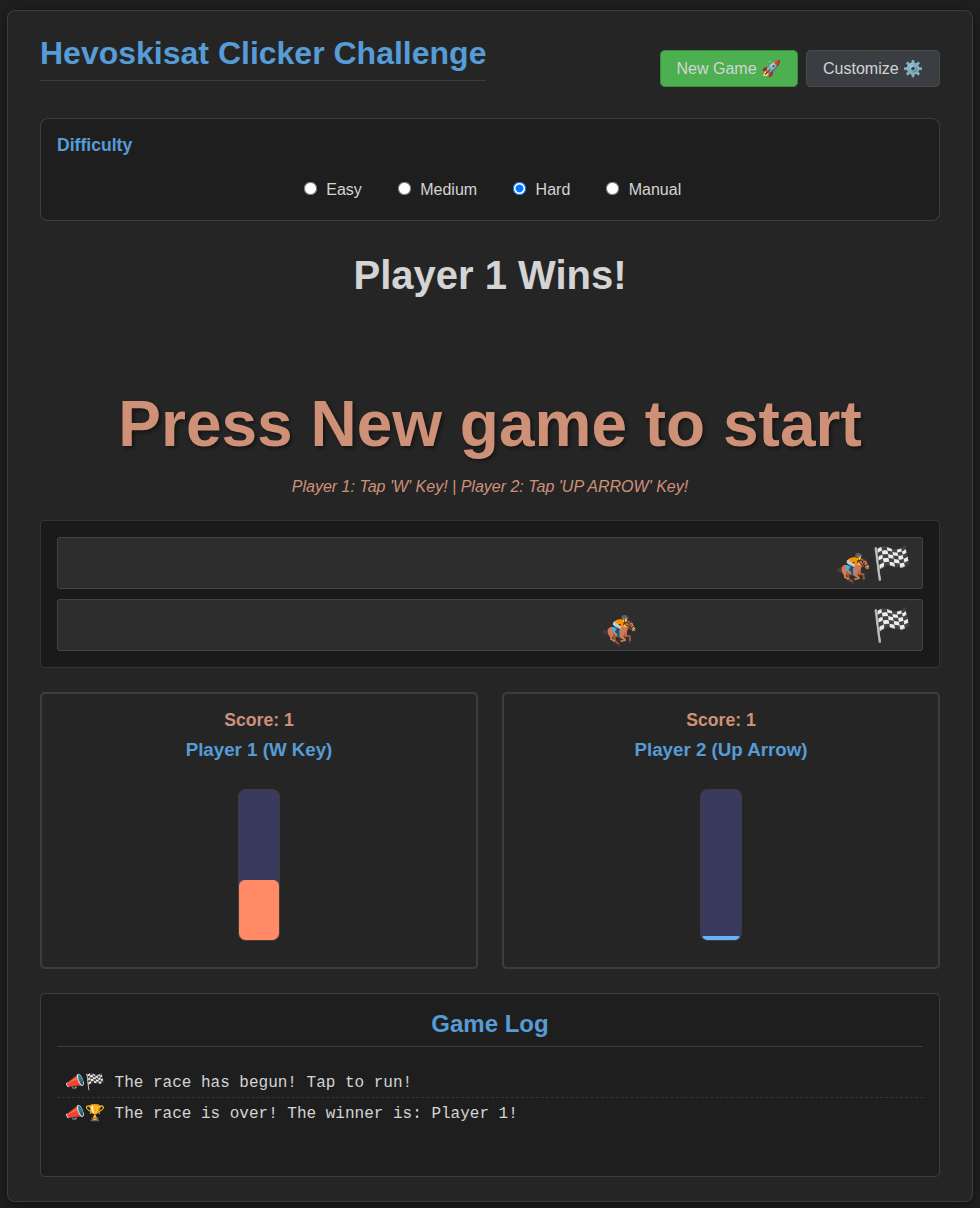 Hevoskisat Clicker Challenge
New Game 🚀
Customize ⚙️
Difficulty
Easy
Medium
Hard
Manual
Player 1 Wins!
Press New game to start
Player 1: Tap 'W' Key! | Player 2: Tap 'UP ARROW' Key!
Score: 1
Player 1 (W Key)
Score: 1
Player 2 (Up Arrow)
Game Log
📣🏁 The race has begun! Tap to run!
📣🏆 The race is over! The winner is: Player 1!